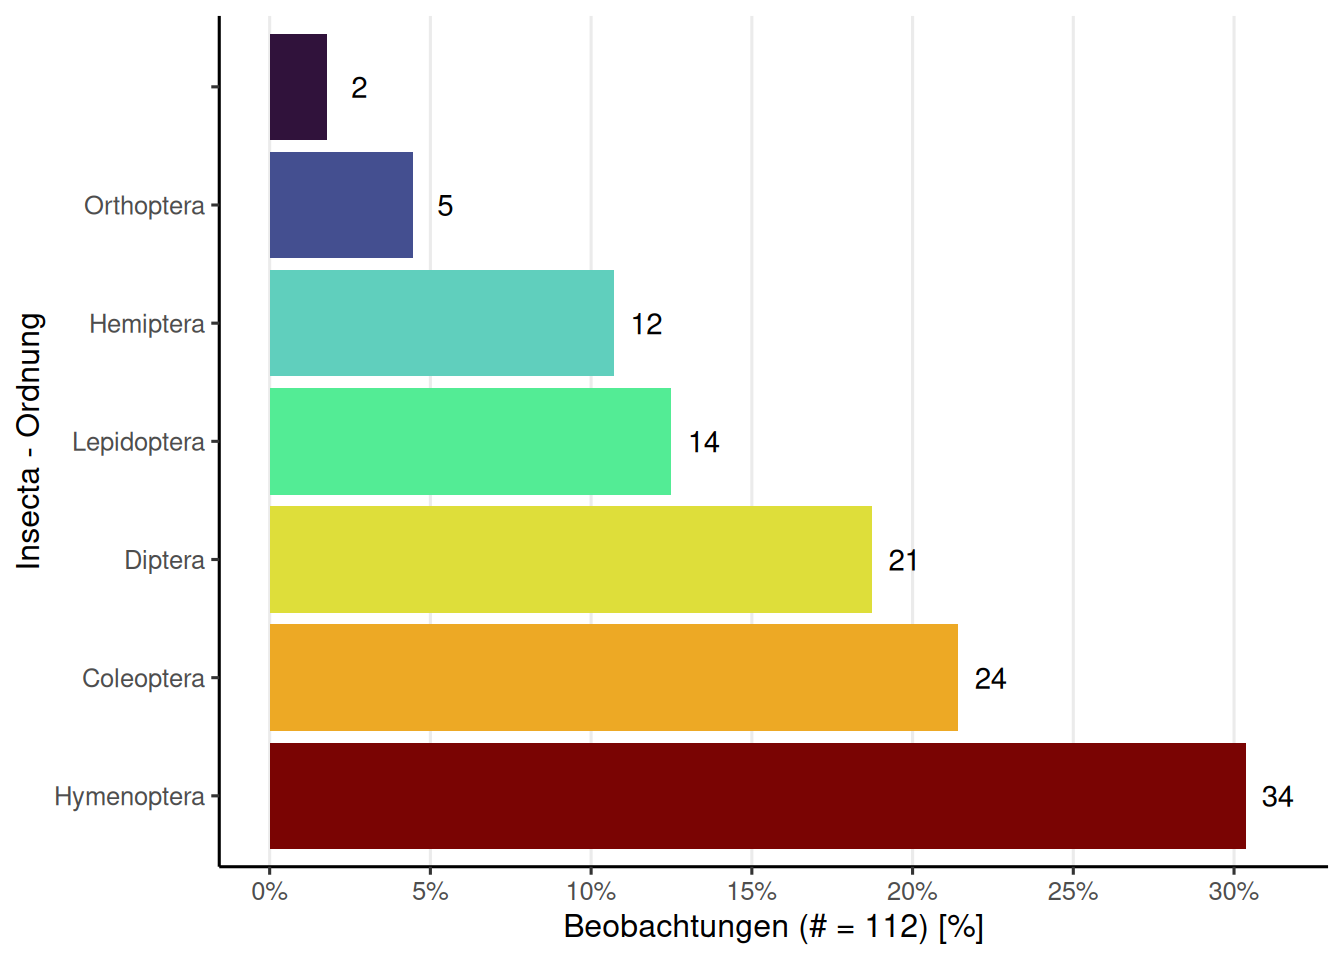 2
Orthoptera
5
Hemiptera
12
Lepidoptera
14
Diptera
21
Coleoptera
24
Hymenoptera
34
0% 5% 10% 15% 20% 25% 30%
Beobachtungen (# = 112) [%]
Insecta - Ordnung